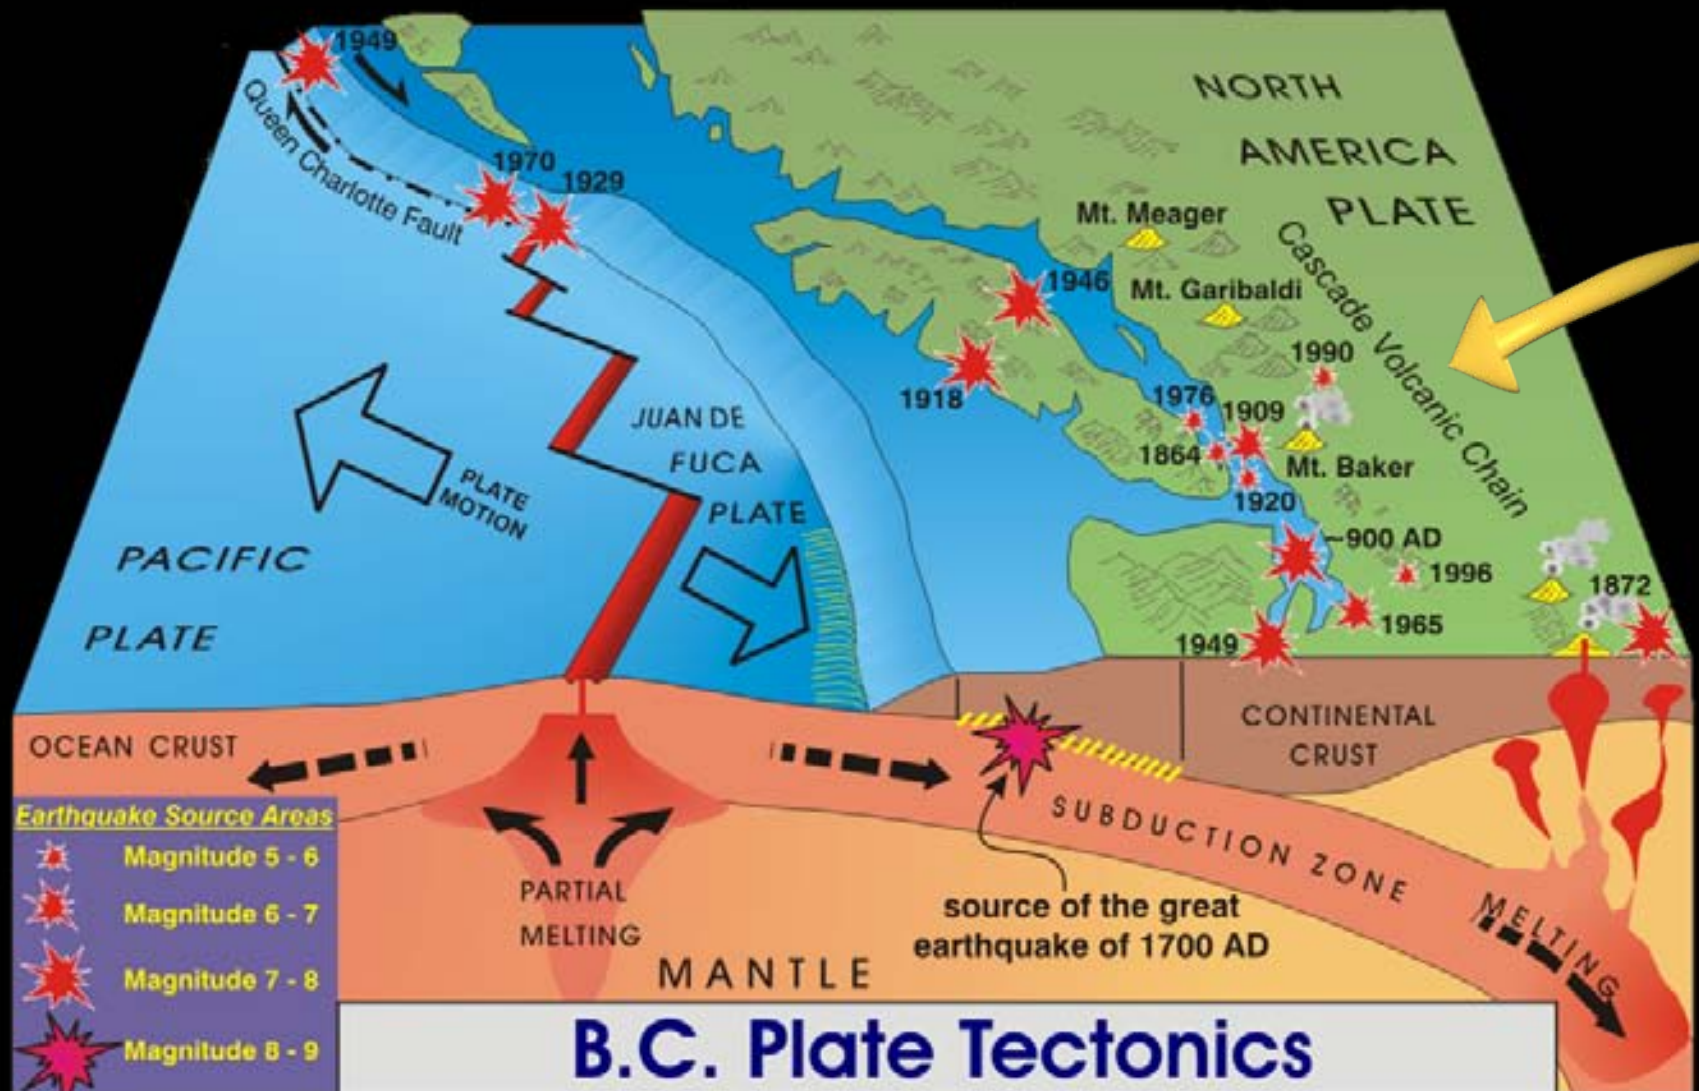 1949
Queen Charlotte Fault
1970
1929
NORTH
AMERICA
PLATE
Mt. Meager
Cascade Volcanic Chain
1946
Mt. Garibaldi
1990
1918
1976
1909
1864
Mt. Baker
1920
JUAN DE
FUCA
PLATE
PLATE
MOTION
PACIFIC
PLATE
~900 AD
1996
1872
1965
1949
OCEAN CRUST
CONTINENTAL
CRUST
SUBDUCTION ZONE
MELTING
PARTIAL
MELTING
source of the great
earthquake of 1700 AD
MANTLE
Earthquake Source Areas
Magnitude 5 - 6
Magnitude 6 - 7
Magnitude 7 - 8
Magnitude 8 - 9
B.C. Plate Tectonics